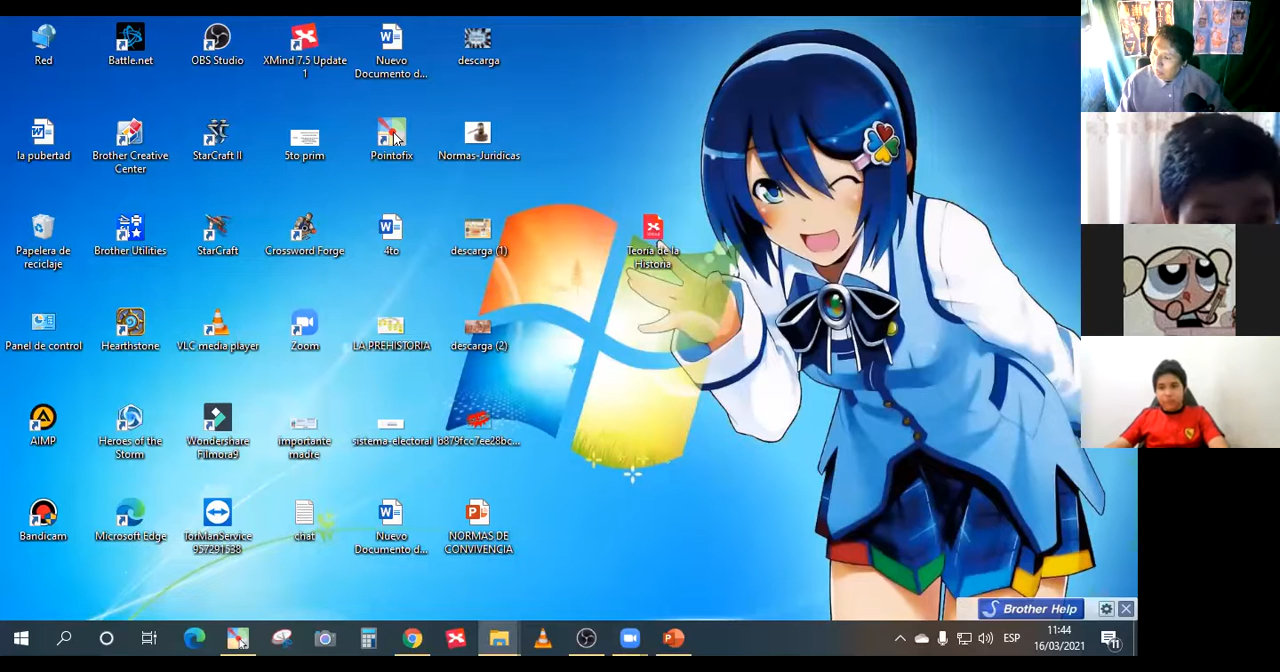 Red
Battle.net
OBS Studio
XMind 7.5 Update
1
Nuevo
Documento d...
descarga
la pubertad
Brother Creative
Center
StarCraft II
5to prim
Pointofix
Normas-Juridicas
Papelera de
reciclaje
Brother Utilities
StarCraft
Crossword Forge
4to
descarga (1)
Teoria de la
Historia
Panel de control
Hearthstone
VLC media player
Zoom
LA PREHISTORIA
descarga (2)
AIMP
Heroes of the
Storm
Wondershare
Filmora9
importante
madre
sistema-electoral
b879fcc7ee28bc...
Bandicam
Microsoft Edge
TorManService
957291538
chat
Nuevo
Documento d...
NORMAS DE
CONVIVENCIA
Brother Help
ESP
11:44
16/03/2021
11